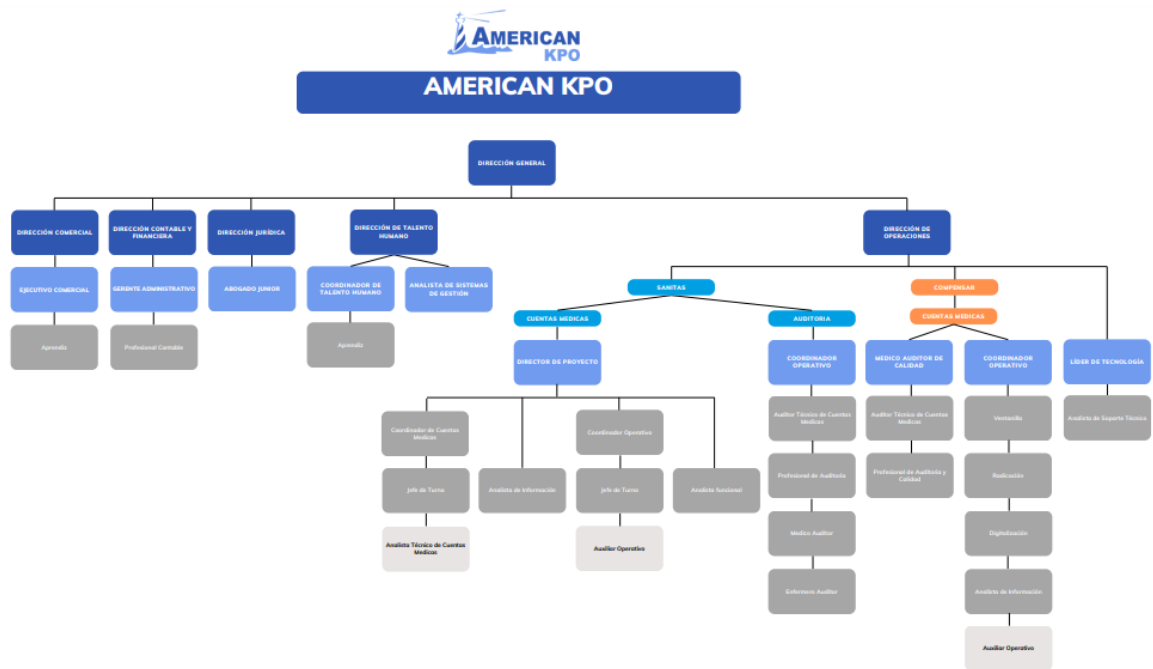 AMERICAN
KPO
AMERICAN KPO
DIRECCIÓN GENERAL
DIRECCIÓN COMERCIAL
DIRECCIÓN CONTABLE Y
FINANCIERA
DIRECCIÓN JURÍDICA
DIRECCIÓN DE TALENTO
HUMANO
DIRECCIÓN DE
OPERACIONES
EJECUTIVO COMERCIAL
GERENTE ADMINISTRATIVO
ABOGADO JUNIOR
COORDINADOR DE
TALENTO HUMANO
ANALISTA DE SISTEMAS
DE GESTIÓN
SANITAS
COMPENSAR
CUENTAS MEDICAS
AUDITORIA
CUENTAS MEDICAS
Aprendiz
Profesional Contable
Aprendiz
DIRECTOR DE PROYECTO
COORDINADOR
OPERATIVO
MEDICO AUDITOR DE
CALIDAD
COORDINADOR
OPERATIVO
LÍDER DE TECNOLOGÍA
Coordinador de Cuentas
Medicas
Coordinador Operativo
Auditor Técnico de Cuentas
Medicas
Auditor Técnico de Cuentas
Medicas
Ventanilla
Analista de Soporte Técnico
Jefe de Turno
Analista de Información
Jefe de Turno
Analista funcional
Profesional de Auditoria
Profesional de Auditoria y
Calidad
Radicación
Analista Técnico de Cuentas
Medicas
Auxiliar Operativo
Medico Auditor
Digitalización
Enfermero Auditor
Analista de Información
Auxiliar Operativo